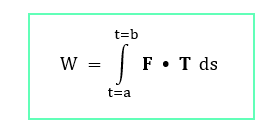 t=b
W = ∫ F • T ds
t=a